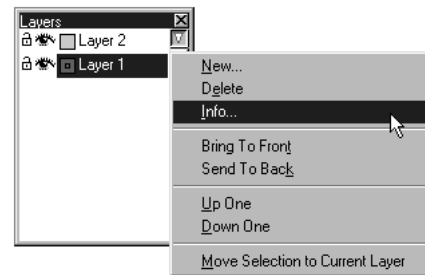 Layers
Layer 2
Layer 1
New...
Delete
Info...
Bring To Front
Send To Back
Up One
Down One
Move Selection to Current Layer